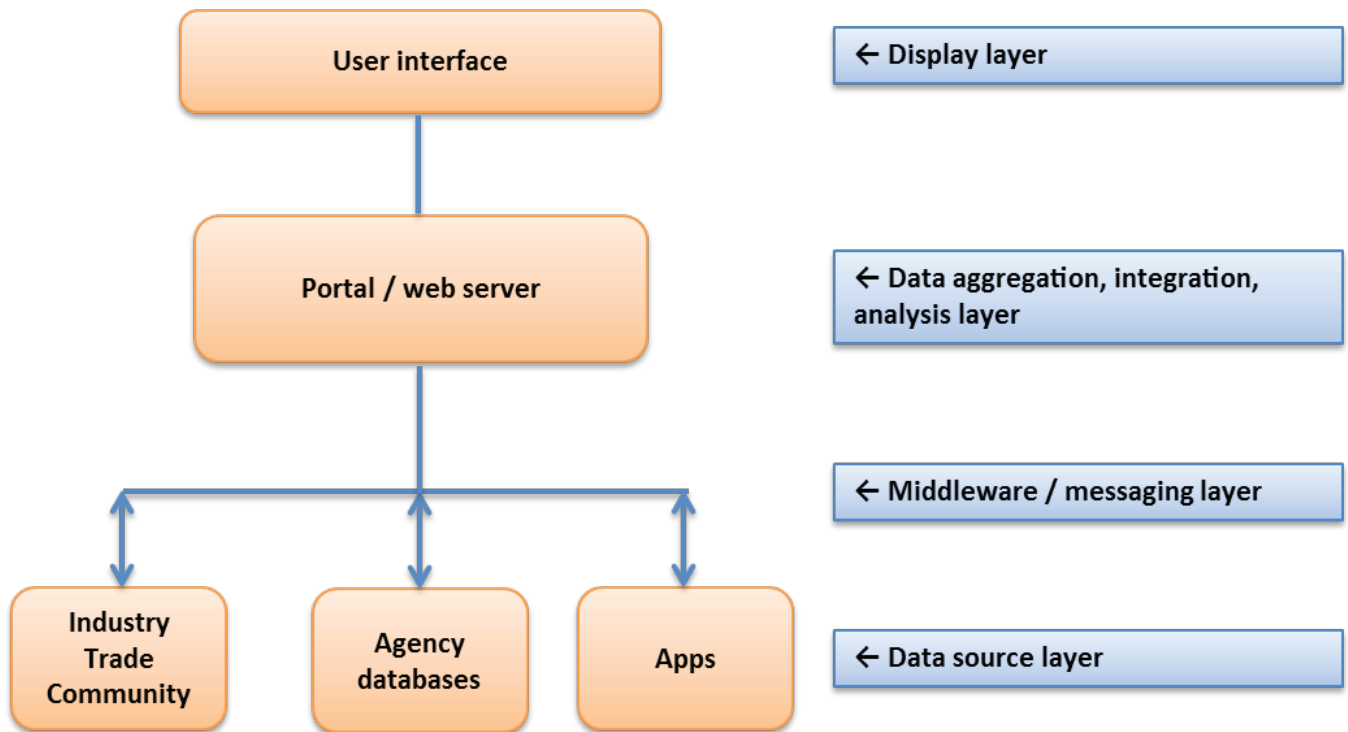 User interface
← Display layer
Portal / web server
← Data aggregation, integration,
analysis layer
← Middleware / messaging layer
Industry
Trade
Community
Agency
databases
Apps
← Data source layer